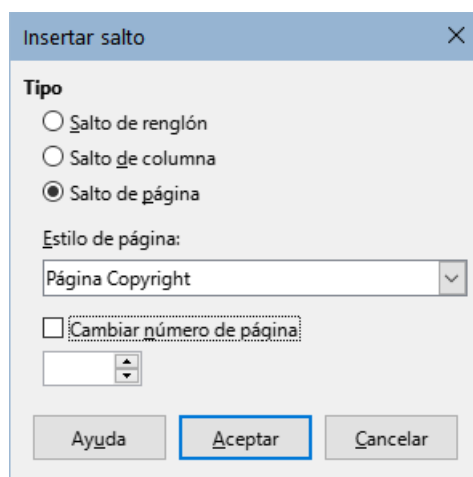 Insertar salto
Tipo
Salto de renglón
Salto de columna
Salto de página
Estilo de página:
Página Copyright
Cambiar número de página
Ayuda Aceptar Cancelar